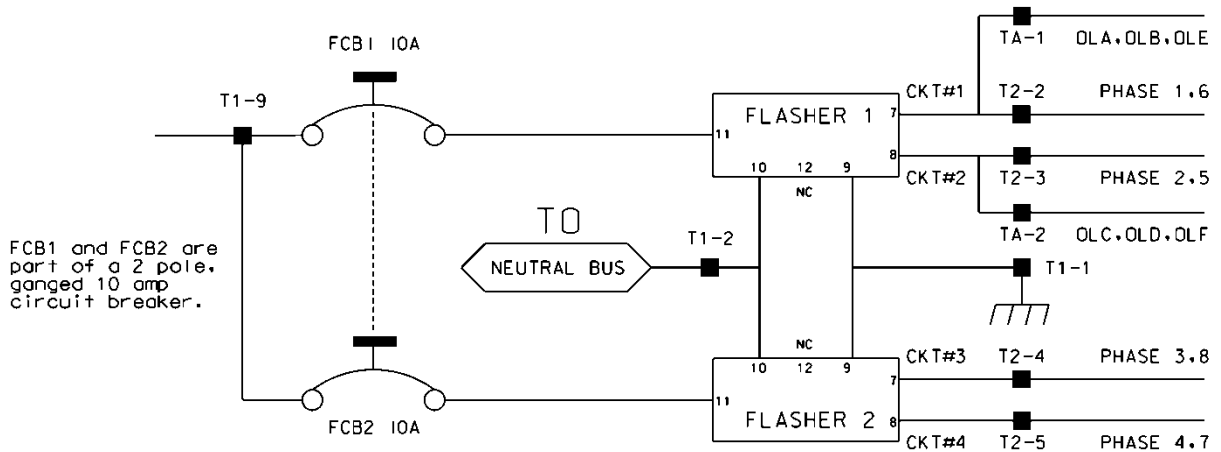 TA-1 OLA,OLB,OLE
FCB1 10A
T1-9
CKT#1 T2-2 PHASE 1,6
FLASHER 1
7
11
8
10 12 9
NC
CKT#2 T2-3 PHASE 2,5
TA-2 OLC,OLD,OLF
TO
NEUTRAL BUS
T1-2
T1-1
FCB1 and FCB2 are
part of a 2 pole,
ganged 10 amp
circuit breaker.
NC
10 12 9
CKT#3 T2-4 PHASE 3,8
7
11
FLASHER 2
8
FCB2 10A
CKT#4 T2-5 PHASE 4,7